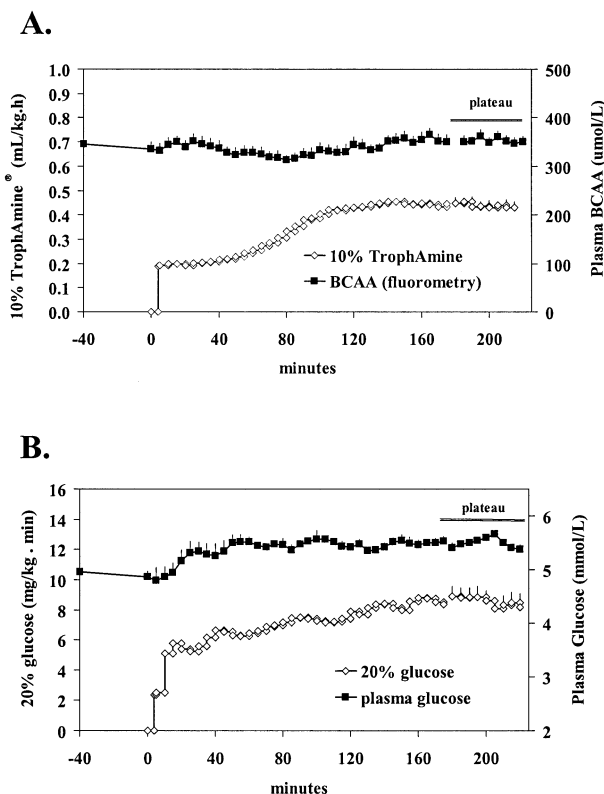 A.
10% TrophAmine ® (mL/kg.h)
1.0
0.9
0.8
0.7
0.6
0.5
0.4
0.3
0.2
0.1
0.0
500
400
300
200
100
0
Plasma BCAA (umol/L)
plateau
10% TrophAmine
BCAA (fluorometry)
-40 0 40 80 120 160 200
minutes
B.
20% glucose (mg/kg . min)
16
14
12
10
8
6
4
2
0
6
5
4
3
2
Plasma Glucose (mmol/L)
plateau
20% glucose
plasma glucose
-40 0 40 80 120 160 200
minutes